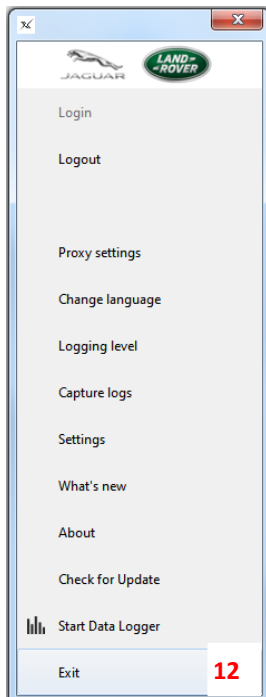 JAGUAR
LAND-
-ROVER
Login
Logout
Proxy settings
Change language
Logging level
Capture logs
Settings
What's new
About
Check for Update
Start Data Logger
Exit
12